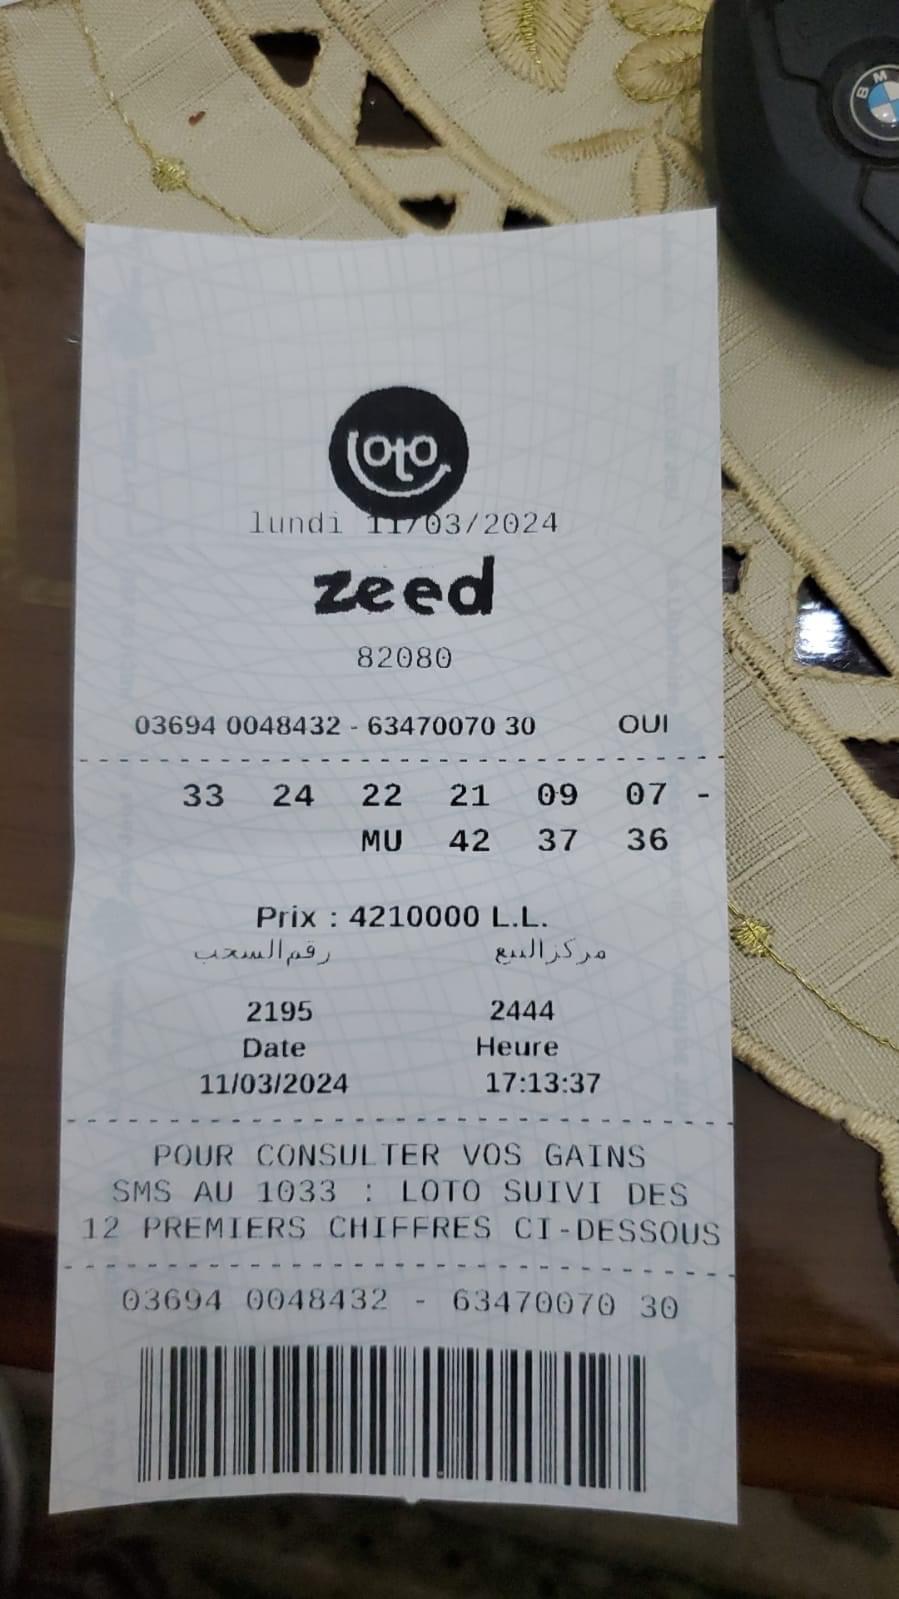 BMW
loto
lundi 11/03/2024
zeed
82080
03694 0048432 - 63470070 30 OUI
33 24 22 21 09 07 -
MU 42 37 36
Prix : 4210000 L.L.
رقم السحب مركز البيع
2195 2444
Date Heure
11/03/2024 17:13:37
POUR CONSULTER VOS GAINS
SMS AU 1033 : LOTO SUIVI DES
12 PREMIERS CHIFFRES CI-DESSOUS
03694 0048432 - 63470070 30